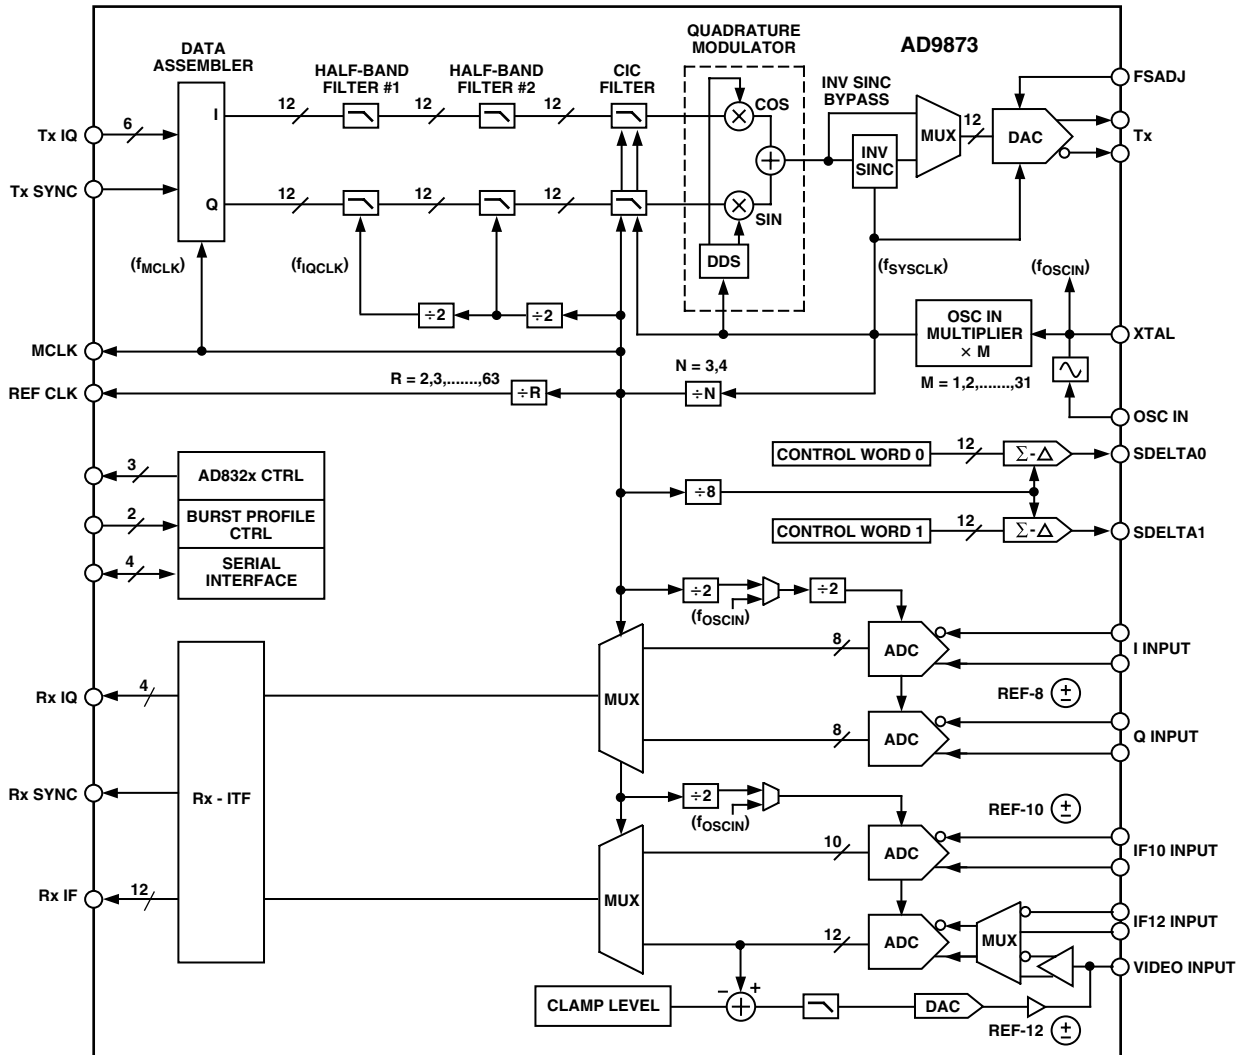 AD9873
QUADRATURE
MODULATOR
DATA
ASSEMBLER
HALF-BAND
FILTER #1
HALF-BAND
FILTER #2
CIC
FILTER
INV SINC
BYPASS
FSADJ
Tx IQ
6
I
12
12
12
COS
MUX
12
DAC
Tx
INV
SINC
Tx SYNC
Q
12
12
12
SIN
DDS
(fMCLK)
(fIQCLK)
(fSYSCLK)
(fOSCIN)
÷2
÷2
OSC IN
MULTIPLIER
× M
XTAL
MCLK
M = 1,2,.......,31
REF CLK
R = 2,3,.......,63
÷R
N = 3,4
÷N
OSC IN
3
AD832x CTRL
CONTROL WORD 0
12
Σ-Δ
SDELTA0
÷8
2
BURST PROFILE
CTRL
CONTROL WORD 1
12
Σ-Δ
SDELTA1
4
SERIAL
INTERFACE
÷2
(fOSCIN)
÷2
8
ADC
I INPUT
Rx IQ
4
MUX
REF-8
8
ADC
Q INPUT
Rx SYNC
Rx - ITF
÷2
(fOSCIN)
REF-10
10
ADC
IF10 INPUT
Rx IF
12
MUX
12
ADC
MUX
IF12 INPUT
VIDEO INPUT
CLAMP LEVEL
–
+
DAC
REF-12